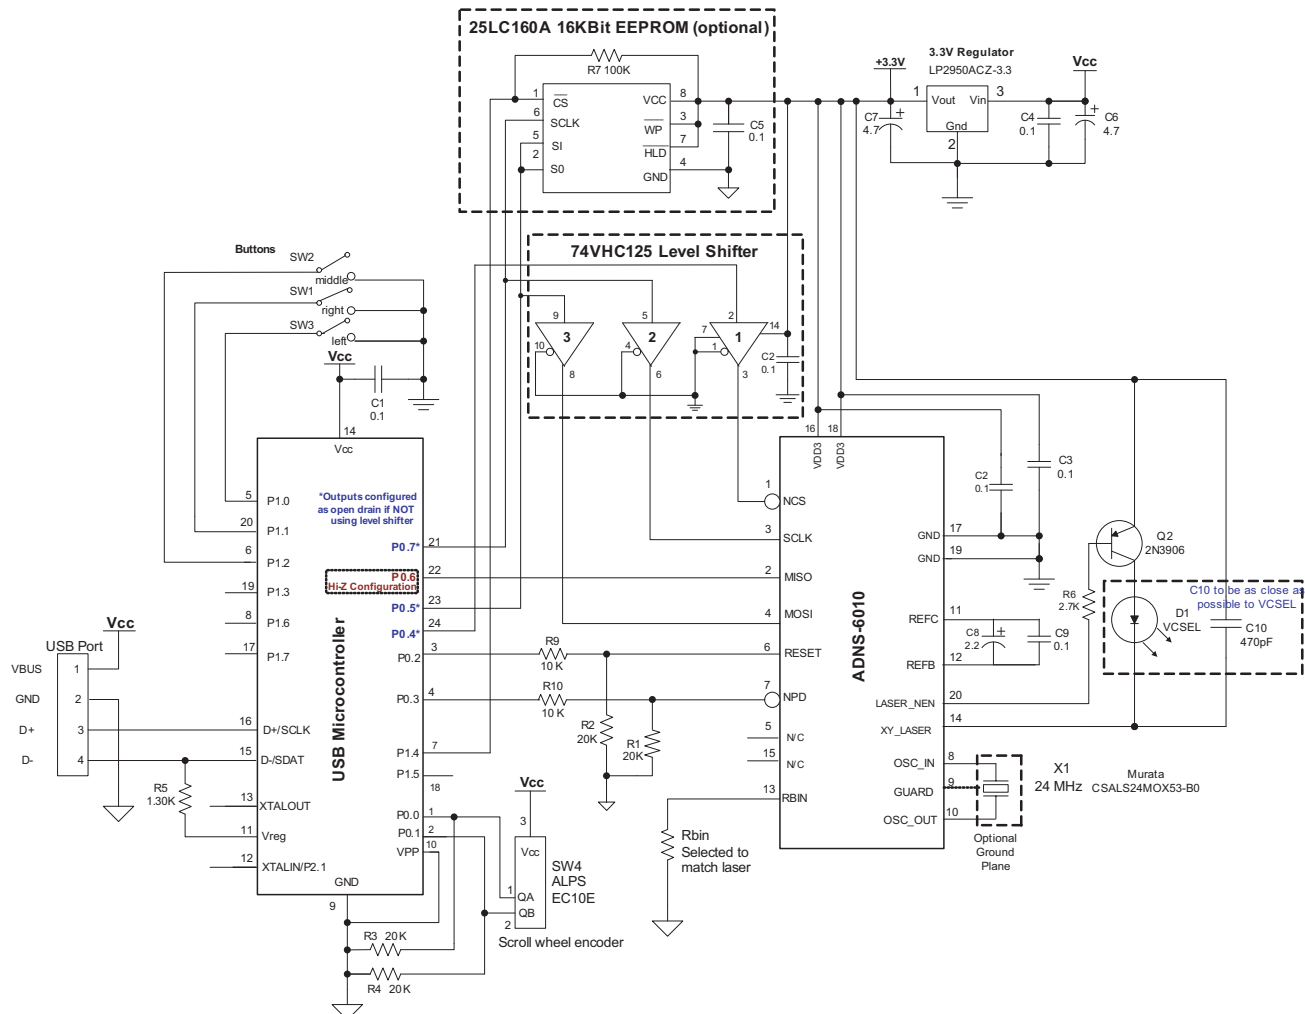 25LC160A 16KBit EEPROM (optional)
R7 100K
1
CS
VCC
8
6
SCLK
WP
3
5
SI
HLD
7
2
S0
GND
4
C5
0.1
+3.3V
3.3V Regulator
LP2950ACZ-3.3
Vcc
1
Vout
Vin
3
Gnd
2
C7
4.7
+
C4
0.1
C6
4.7
+
74VHC125 Level Shifter
9
3
10
8
5
2
4
6
2
7
1
1
14
3
C2
0.1
Buttons
SW2
middle
SW1
right
SW3
left
Vcc
C1
0.1
14
Vcc
5
P1.0
20
P1.1
6
P1.2
19
P1.3
8
P1.6
17
P1.7
16
D+/SCLK
15
D-/SDAT
13
XTALOUT
11
Vreg
12
XTALIN/P2.1
GND
9
*Outputs configured
as open drain if NOT
using level shifter
P0.7*
21
P0.6
Hi-Z Configuration
22
P0.5*
23
P0.4*
24
P0.2
3
P0.3
4
P1.4
7
P1.5
18
P0.0
1
P0.1
2
VPP
10
USB Microcontroller
USB Port
Vcc
VBUS
1
GND
2
D+
3
D-
4
R5
1.30K
R3 20K
R4 20K
Vcc
3
Vcc
1
QA
QB
2
SW4
ALPS
EC10E
Scroll wheel encoder
R9
10 K
R10
10 K
R2
20K
R1
20K
Rbin
Selected to
match laser
16
18
VDD3
VDD3
1
NCS
3
SCLK
2
MISO
4
MOSI
6
RESET
7
NPD
5
N/C
15
N/C
13
RBIN
ADNS-6010
GND
17
GND
19
REFC
11
REFB
12
LASER_NEN
20
XY_LASER
14
OSC_IN
8
GUARD
9
OSC_OUT
10
C2
0.1
C3
0.1
C8
2.2
+
C9
0.1
R6
2.7K
Q2
2N3906
C10 to be as close as
possible to VCSEL
D1
VCSEL
C10
470pF
X1
24 MHz
Murata
CSALS24MOX53-B0
Optional
Ground
Plane